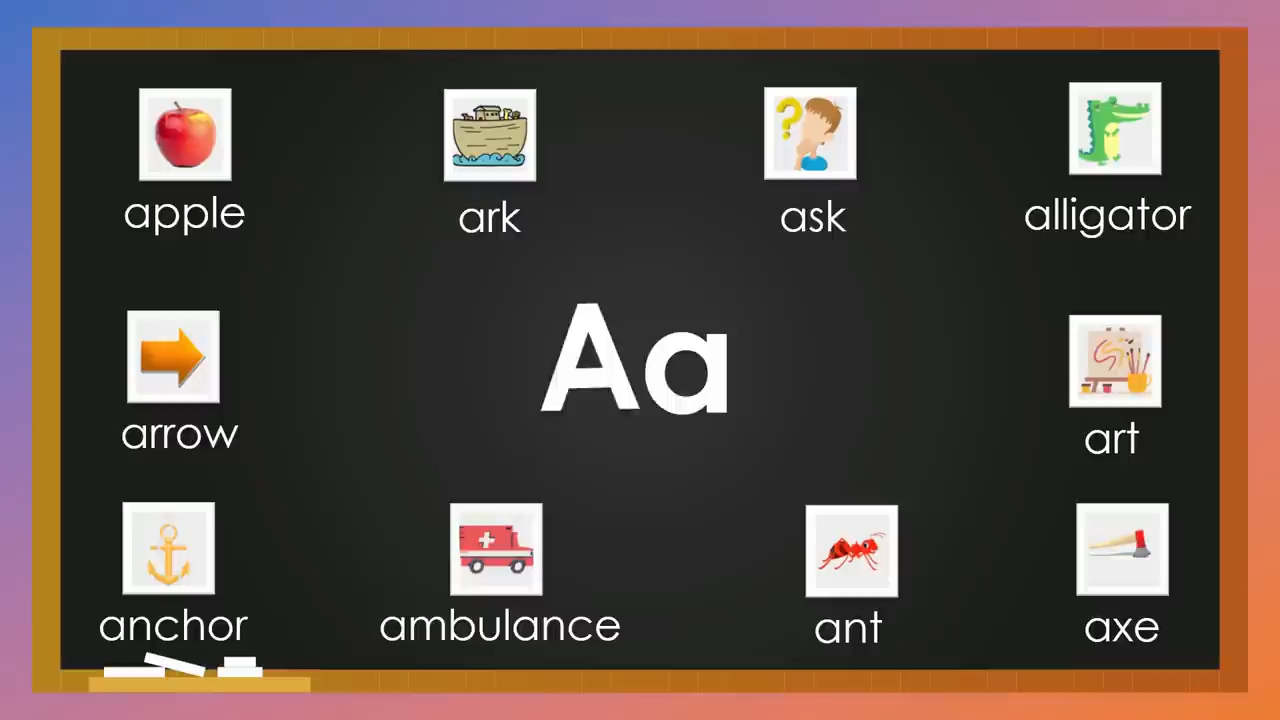 apple
ark
ask
alligator
Aa
arrow
art
anchor
ambulance
ant
axe